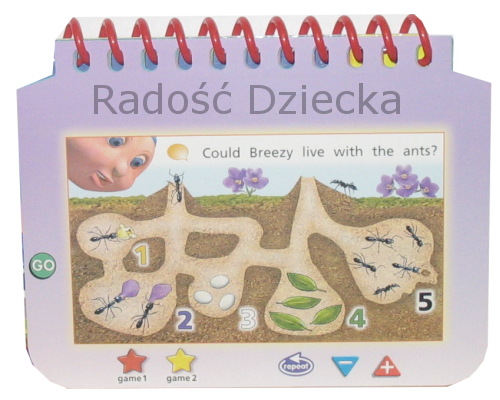 Radość Dziecka
Could Breezy live with the ants?
1
GO
2
3
4
5
game 1
game 2
repeat